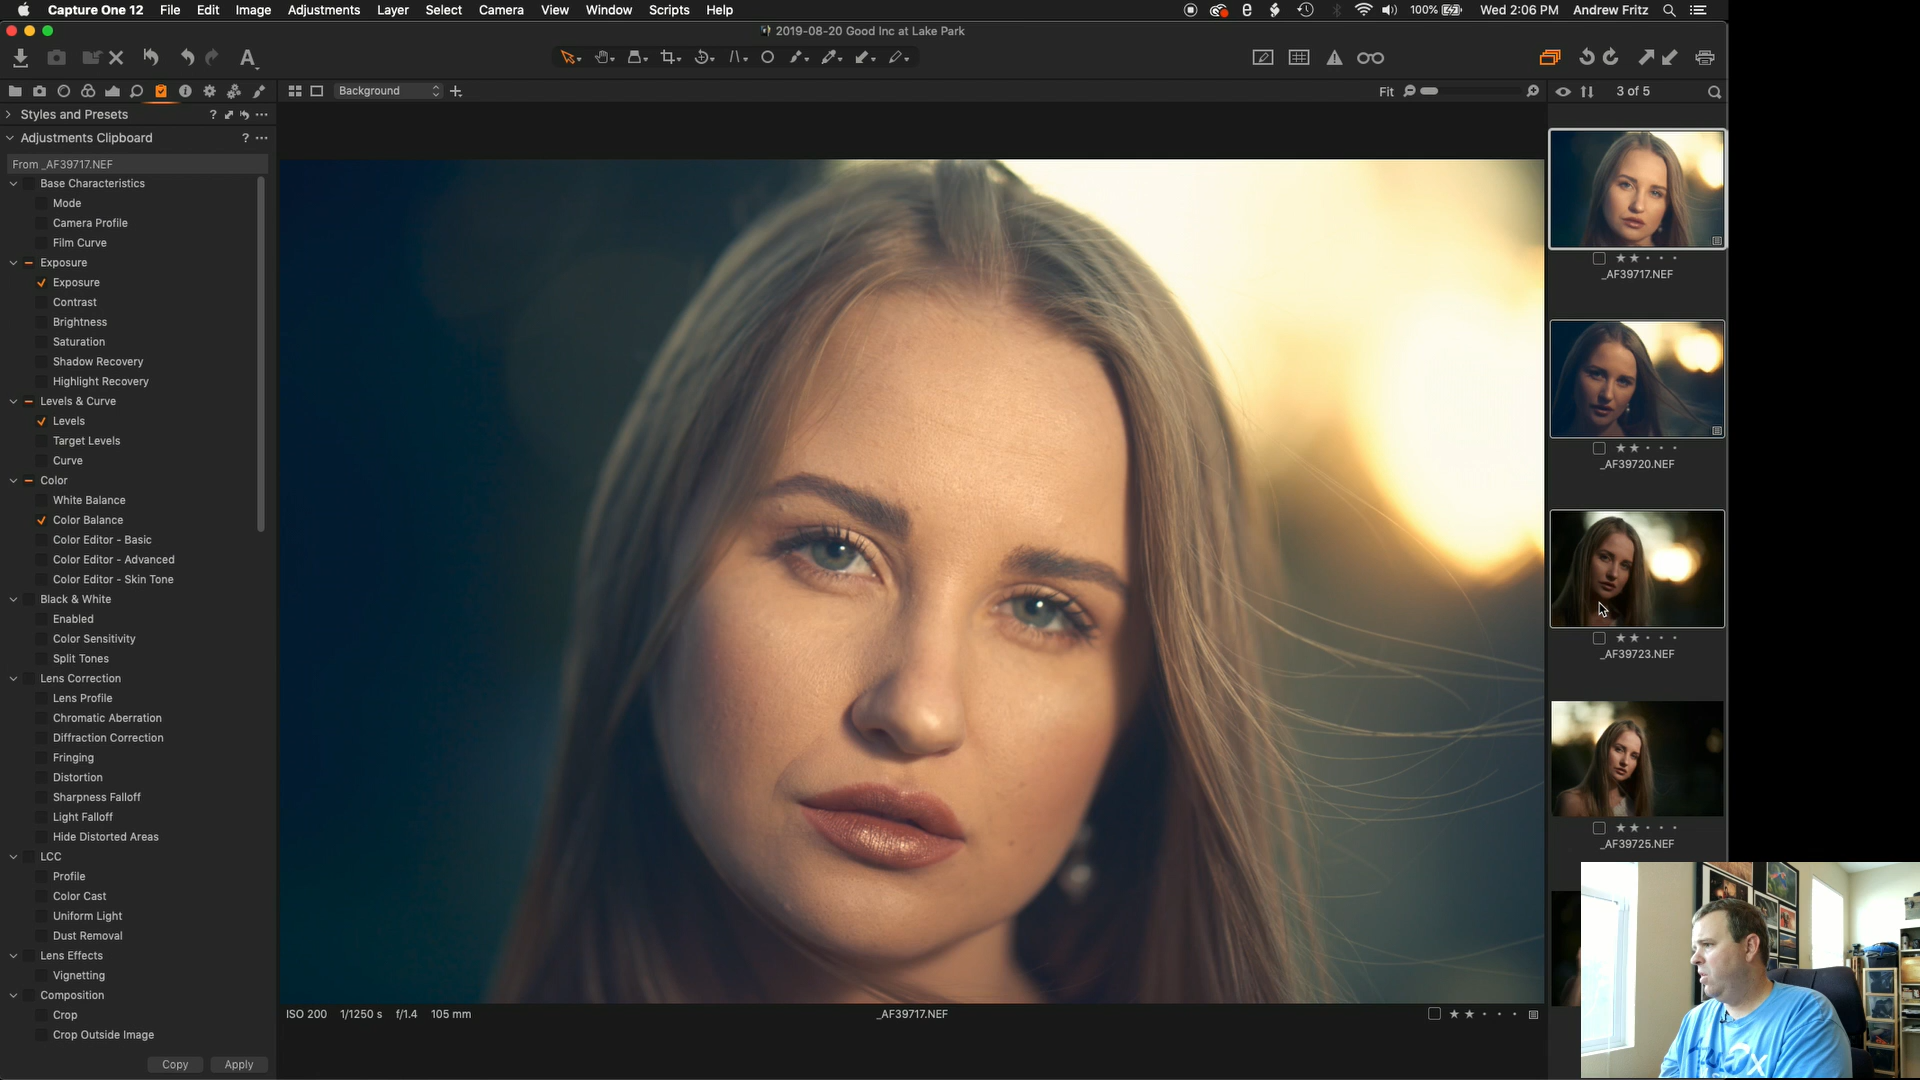 Capture One 12 File Edit Image Adjustments Layer Select Camera View Window Scripts Help 100% Wed 2:06 PM Andrew Fritz
2019-08-20 Good Inc at Lake Park
Background Fit 3 of 5
Styles and Presets ? ...
Adjustments Clipboard ? ...
From _AF39717.NEF
Base Characteristics
Mode
Camera Profile
Film Curve
Exposure
Exposure
Contrast
Brightness
Saturation
Shadow Recovery
Highlight Recovery
Levels & Curve
Levels
Target Levels
Curve
Color
White Balance
Color Balance
Color Editor - Basic
Color Editor - Advanced
Color Editor - Skin Tone
Black & White
Enabled
Color Sensitivity
Split Tones
Lens Correction
Lens Profile
Chromatic Aberration
Diffraction Correction
Fringing
Distortion
Sharpness Falloff
Light Falloff
Hide Distorted Areas
LCC
Profile
Color Cast
Uniform Light
Dust Removal
Lens Effects
Vignetting
Composition
Crop
Crop Outside Image
Copy Apply
ISO 200 1/1250 s f/1.4 105 mm _AF39717.NEF
_AF39717.NEF
_AF39720.NEF
_AF39723.NEF
_AF39725.NEF